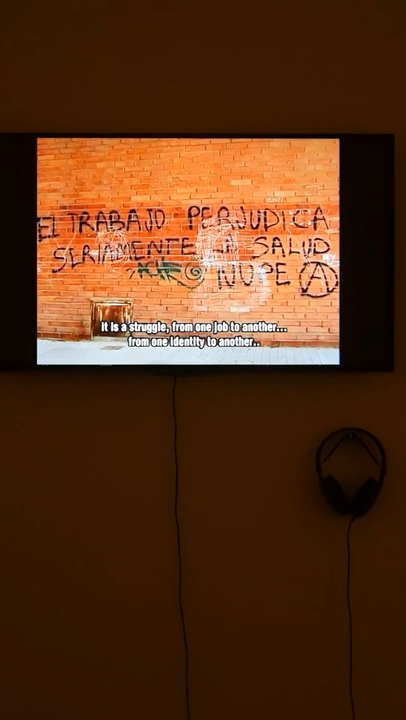 EL TRABAJO PERJUDICA
SERIAMENTE LA SALUD
NUPE
It is a struggle, from one job to another...
from one identity to another..